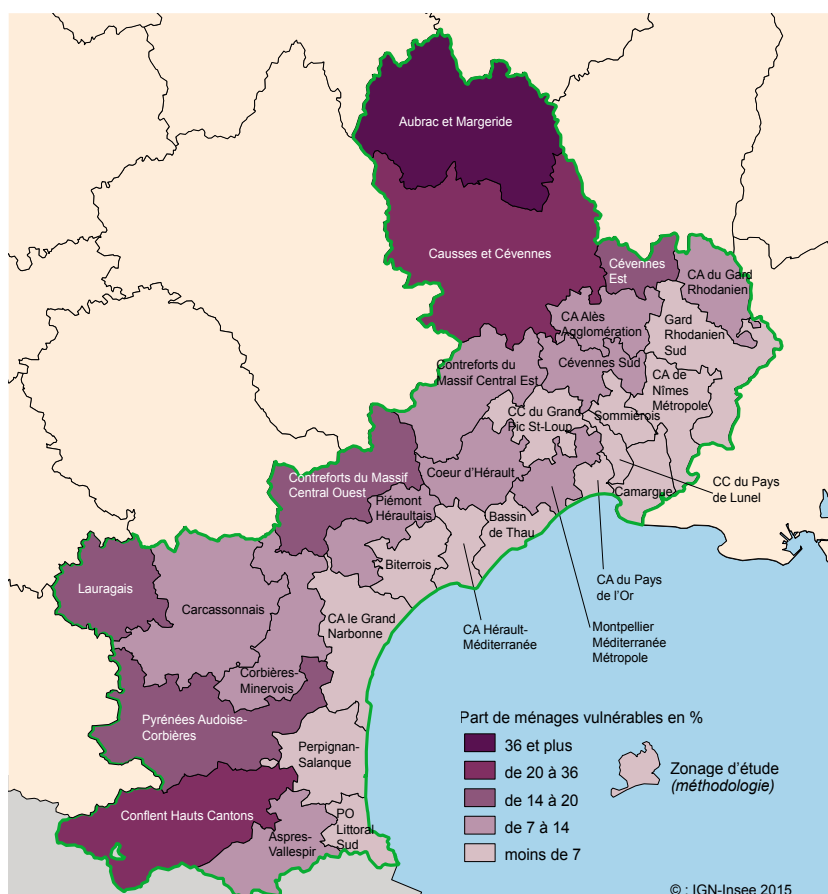 Aubrac et Margeride
Causses et Cévennes
Cévennes
Est
CA du Gard
Rhodanien
CA Alès
Agglomération
Gard
Rhodanien
Sud
Contreforts du
Massif Central Est
Cévennes Sud
CA de
Nîmes
Métropole
CC du Grand
Pic St-Loup
Sommiérois
Contreforts du Massif
Central Ouest
Coeur d'Hérault
CC du Pays
de Lunel
Camargue
Piémont
Héraultais
Bassin
de Thau
Biterrois
Lauragais
Carcassonnais
CA du Pays
de l'Or
CA le Grand
Narbonne
CA Hérault-
Méditerranée
Montpellier
Méditerranée
Métropole
Corbières-
Minervois
Pyrénées Audoise-
Corbières
Perpignan-
Salanque
Conflent Hauts Cantons
PO
Littoral
Sud
Aspres-
Vallespir
Part de ménages vulnérables en %
36 et plus
de 20 à 36
de 14 à 20
de 7 à 14
moins de 7
Zonage d'étude
(méthodologie)
© : IGN-Insee 2015